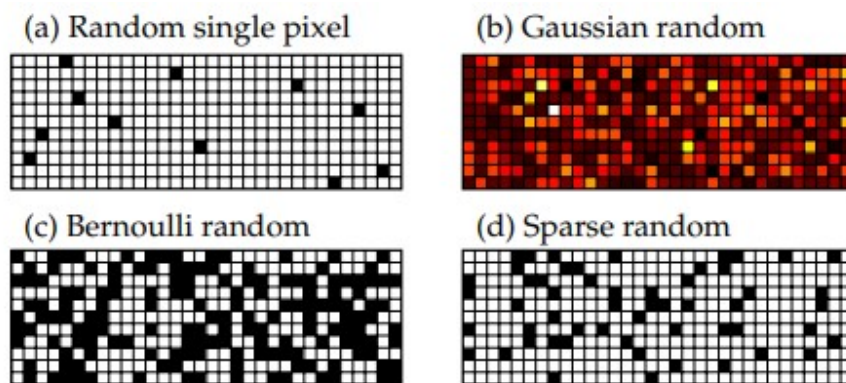 (a) Random single pixel
(b) Gaussian random
(c) Bernoulli random
(d) Sparse random